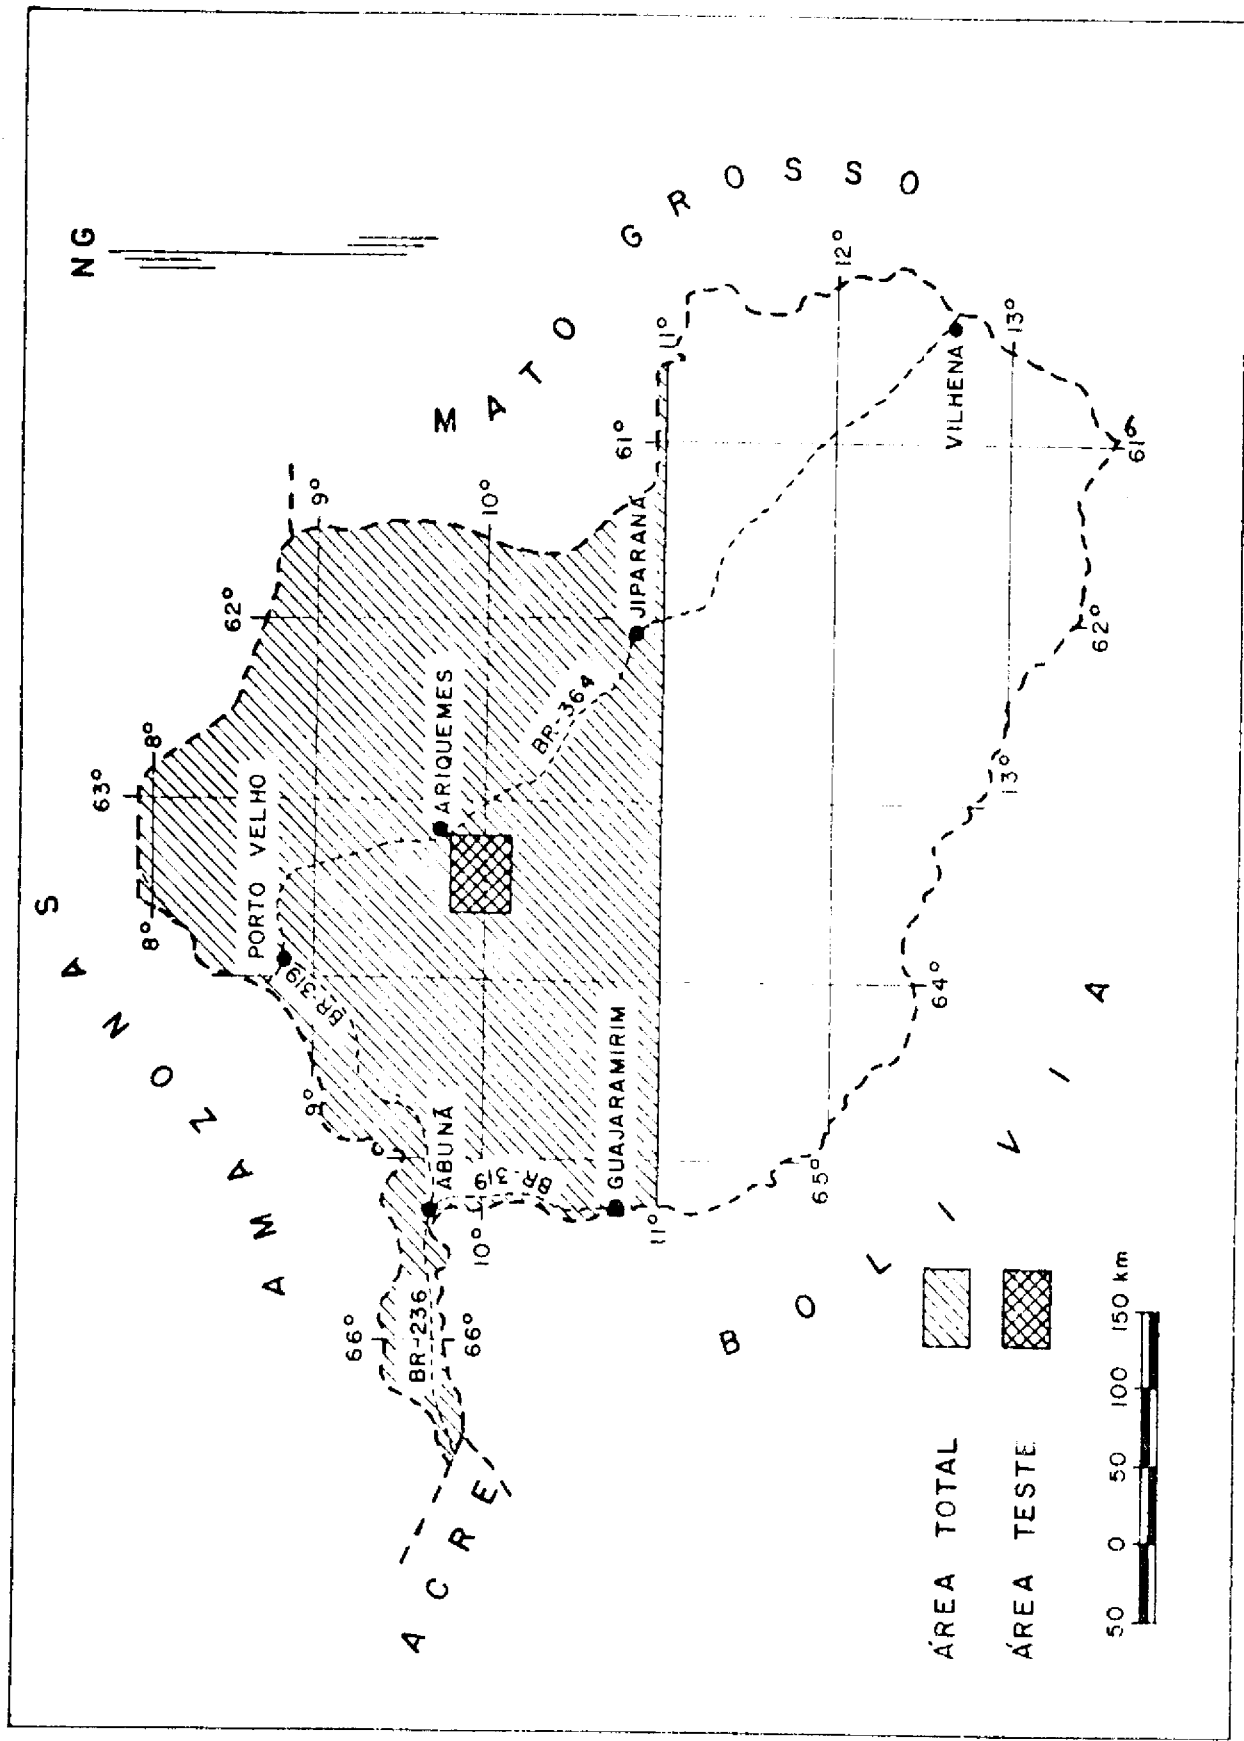 NG
AMAZONAS
MATO GROSSO
ACRE
BOLIVIA
63°
62°
8°
8°
PORTO VELHO
9°
9°
BR-319
ARIQUEMES
66°
BR-236
66°
ABUNÃ
10°
10°
BR-319
BR-364
GUAJARAMIRIM
JIPARANÁ
61°
11°
11°
12°
65°
64°
VILHENA
13°
13°
62°
61°
ÁREA TOTAL
ÁREA TESTE
50 0 50 100 150 km